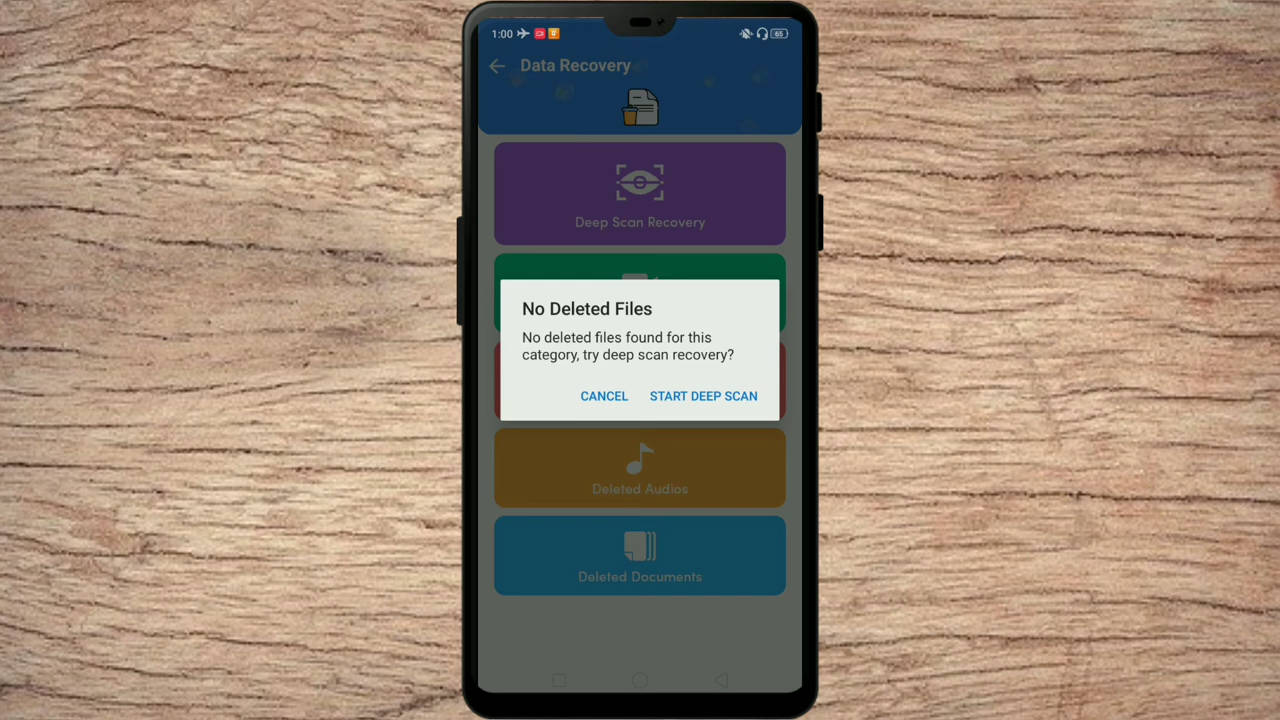 1:00
65
Data Recovery
Deep Scan Recovery
No Deleted Files
No deleted files found for this
category, try deep scan recovery?
CANCEL
START DEEP SCAN
Deleted Audios
Deleted Documents